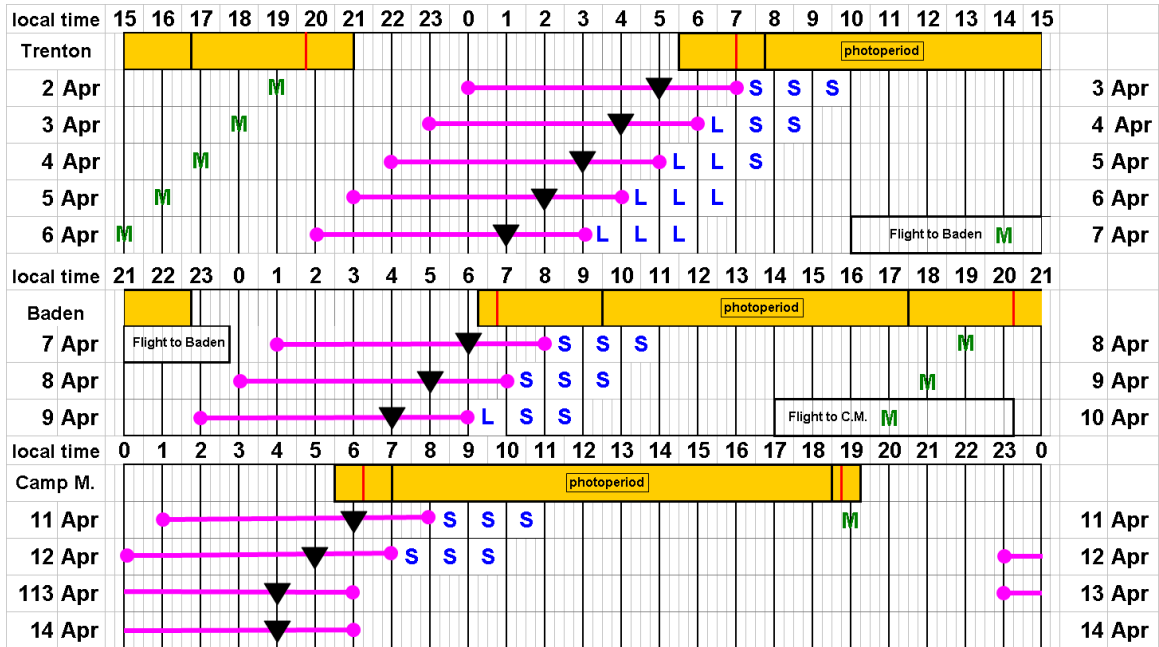 local time 15 16 17 18 19 20 21 22 23 0 1 2 3 4 5 6 7 8 9 10 11 12 13 14 15
Trenton photoperiod
2 Apr M S S S 3 Apr
3 Apr M L S S 4 Apr
4 Apr M L L S 5 Apr
5 Apr M L L L 6 Apr
6 Apr M L L L Flight to Baden M 7 Apr
local time 21 22 23 0 1 2 3 4 5 6 7 8 9 10 11 12 13 14 15 16 17 18 19 20 21
Baden photoperiod
7 Apr Flight to Baden S S S M 8 Apr
8 Apr S S S M 9 Apr
9 Apr L S S Flight to C.M. M 10 Apr
local time 0 1 2 3 4 5 6 7 8 9 10 11 12 13 14 15 16 17 18 19 20 21 22 23 0
Camp M. photoperiod
11 Apr S S S M 11 Apr
12 Apr S S S 12 Apr
113 Apr 13 Apr
14 Apr 14 Apr